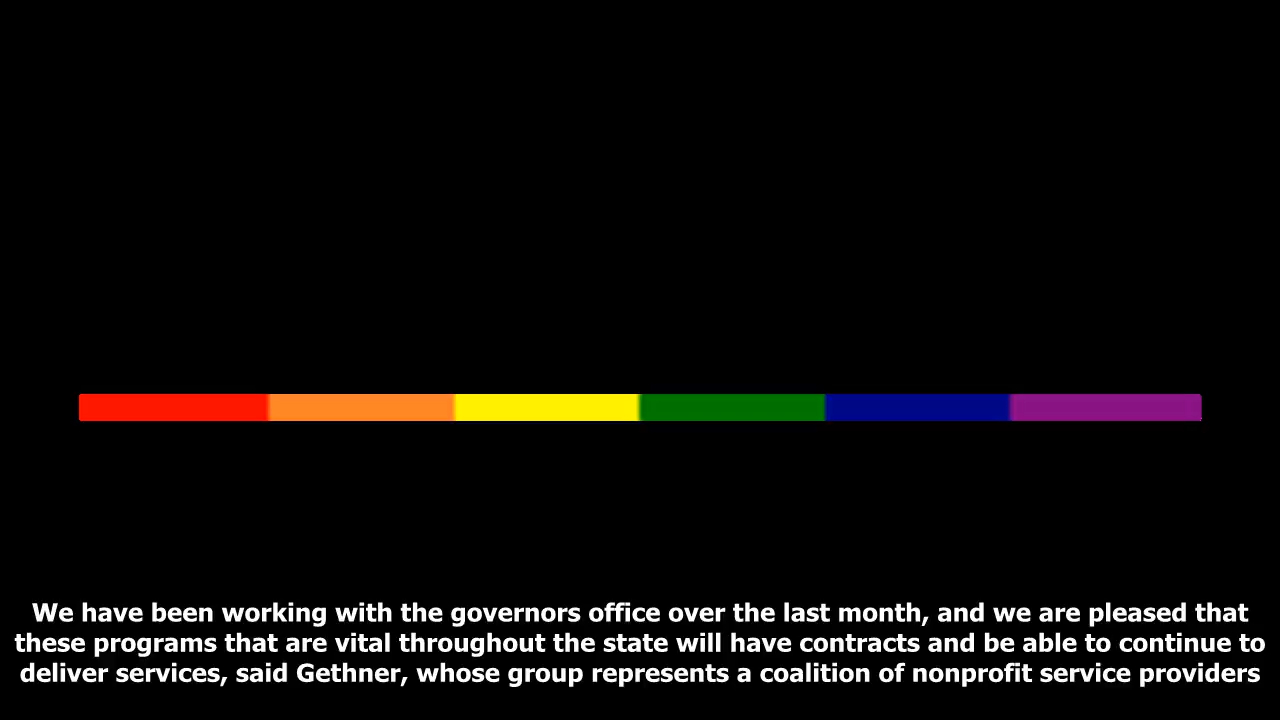 We have been working with the governors office over the last month, and we are pleased that
these programs that are vital throughout the state will have contracts and be able to continue to
deliver services, said Gethner, whose group represents a coalition of nonprofit service providers